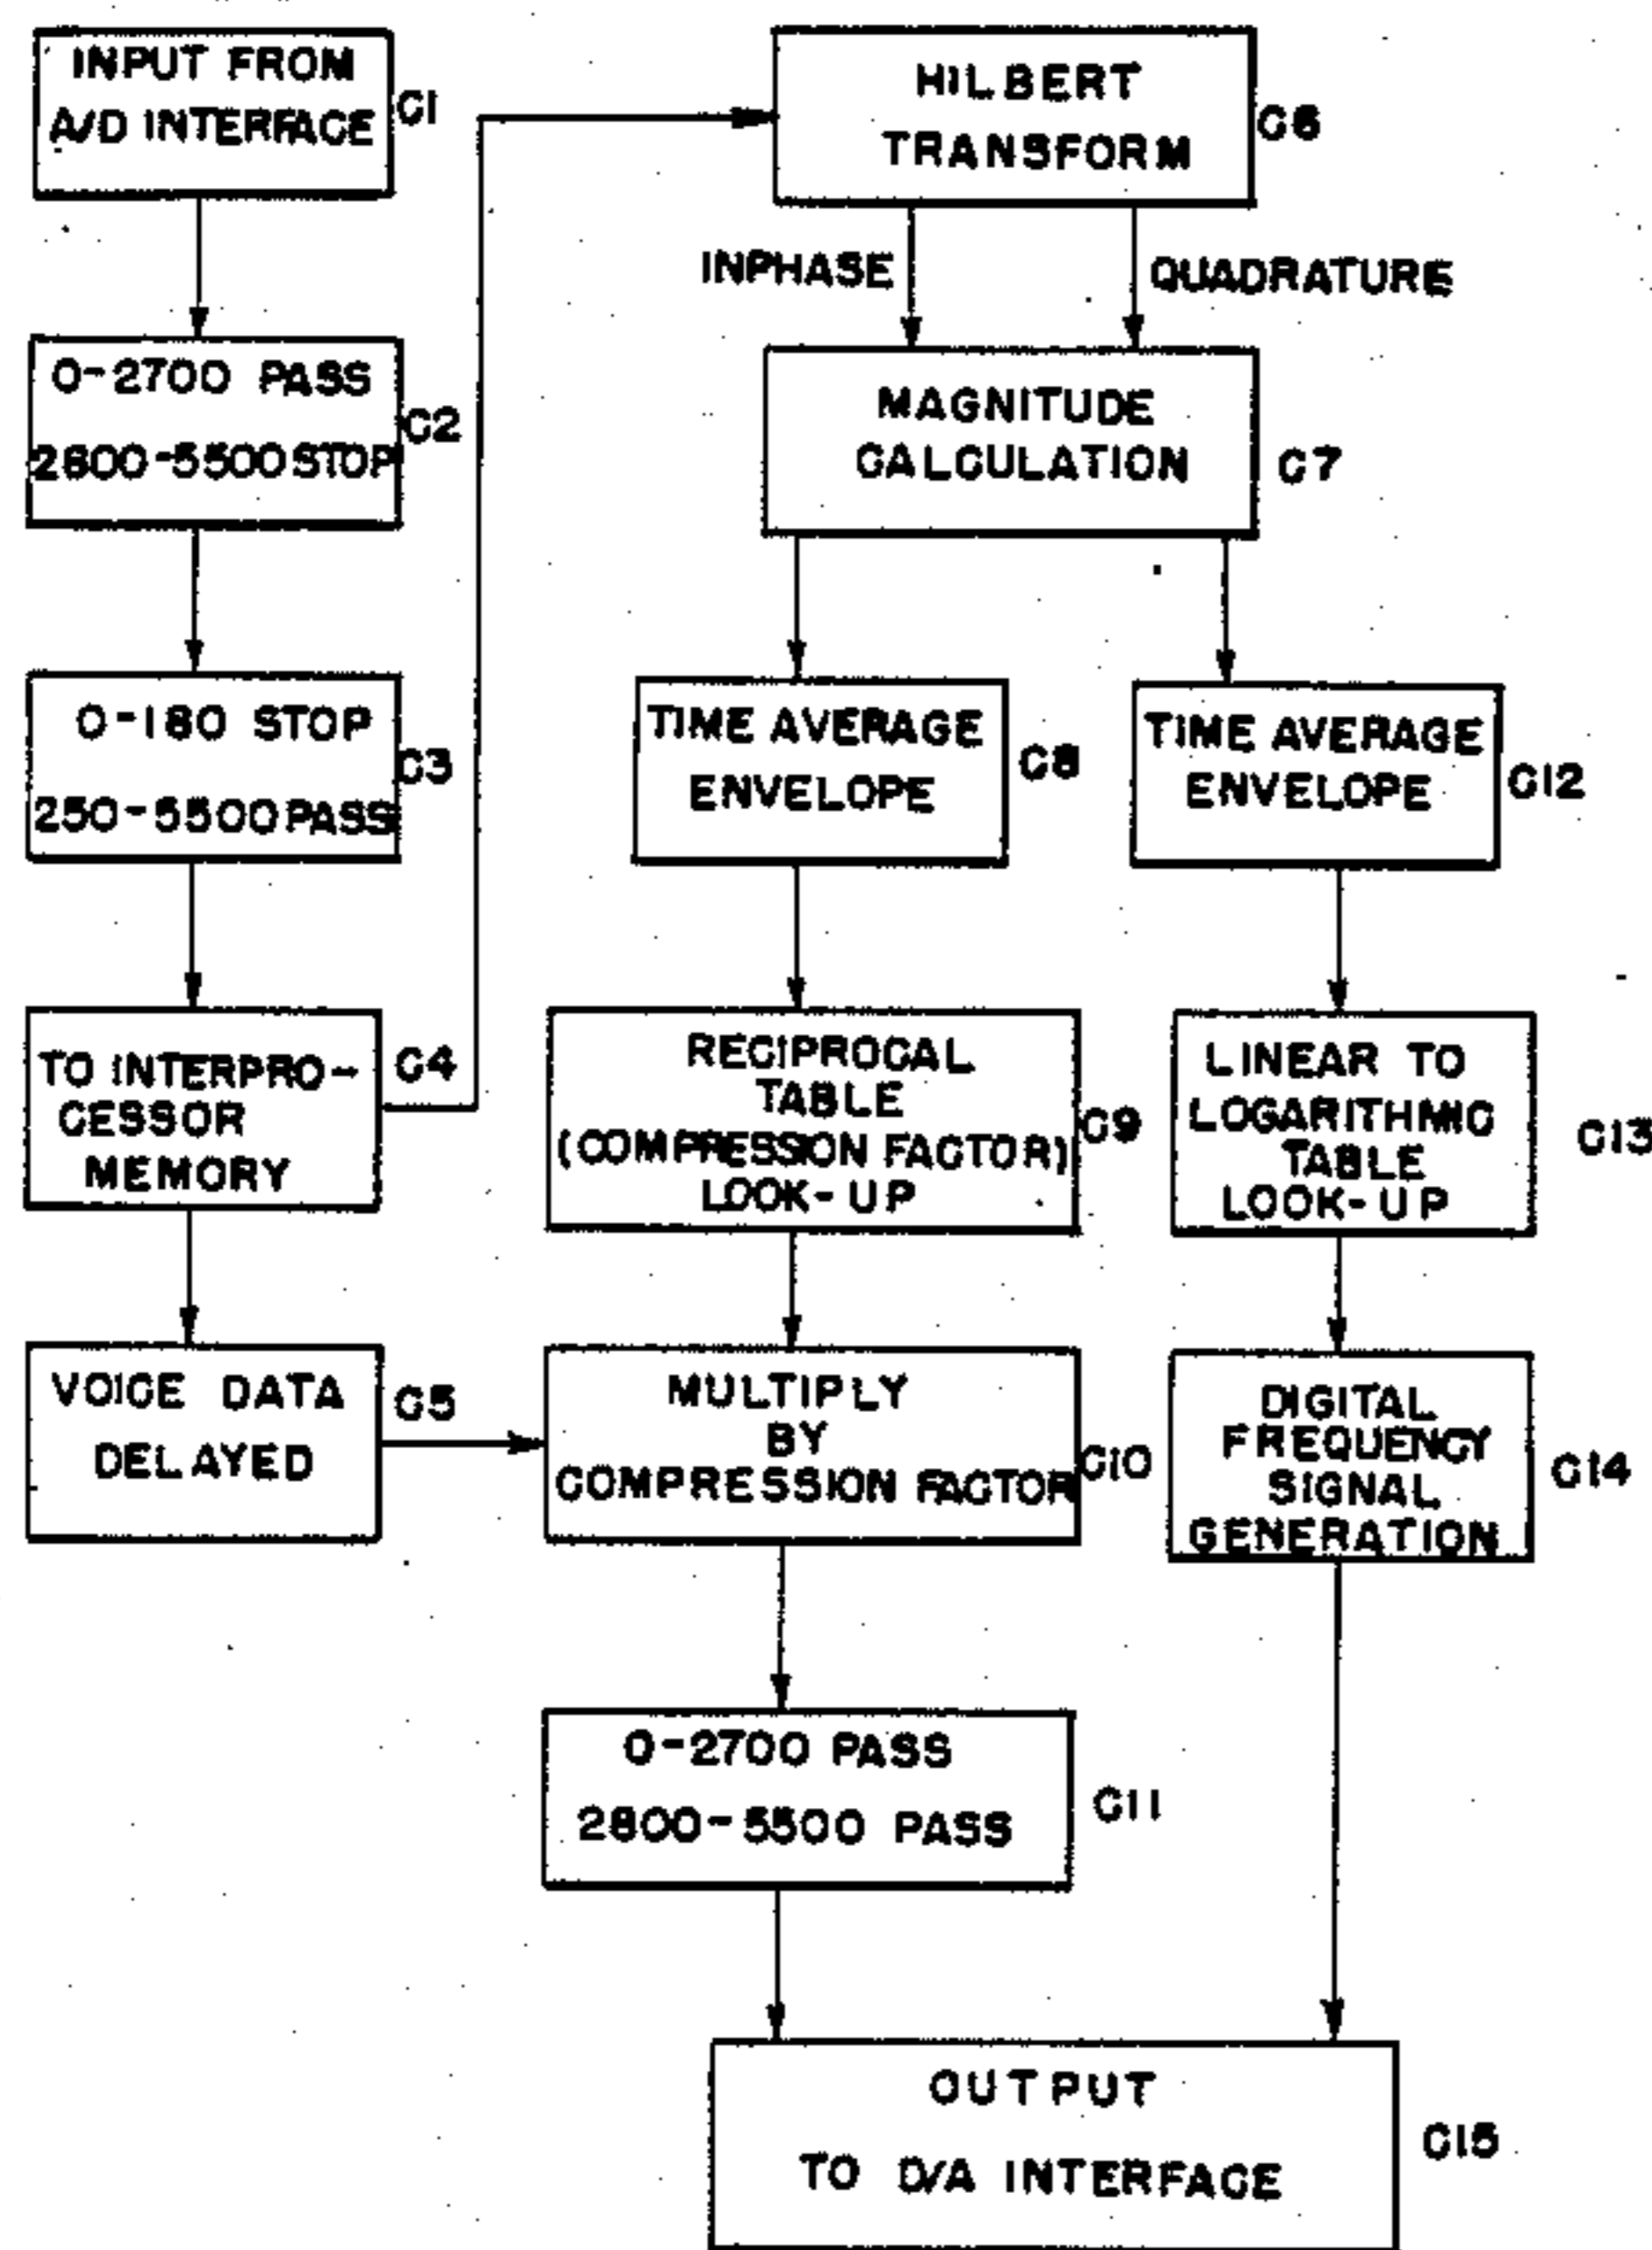 INPUT FROM
A/D INTERFACE
C1
0-2700 PASS
2800-5500 STOP
C2
0-180 STOP
250-5500 PASS
C3
TO INTERPRO-
CESSOR
MEMORY
C4
VOICE DATA
DELAYED
C5
HILBERT
TRANSFORM
C6
INPHASE
QUADRATURE
MAGNITUDE
CALCULATION
C7
TIME AVERAGE
ENVELOPE
C8
RECIPROCAL
TABLE
(COMPRESSION FACTOR)
LOOK-UP
C9
MULTIPLY
BY
COMPRESSION FACTOR
C10
0-2700 PASS
2800-5500 PASS
C11
TIME AVERAGE
ENVELOPE
C12
LINEAR TO
LOGARITHMIC
TABLE
LOOK-UP
C13
DIGITAL
FREQUENCY
SIGNAL
GENERATION
C14
OUTPUT
TO D/A INTERFACE
C15